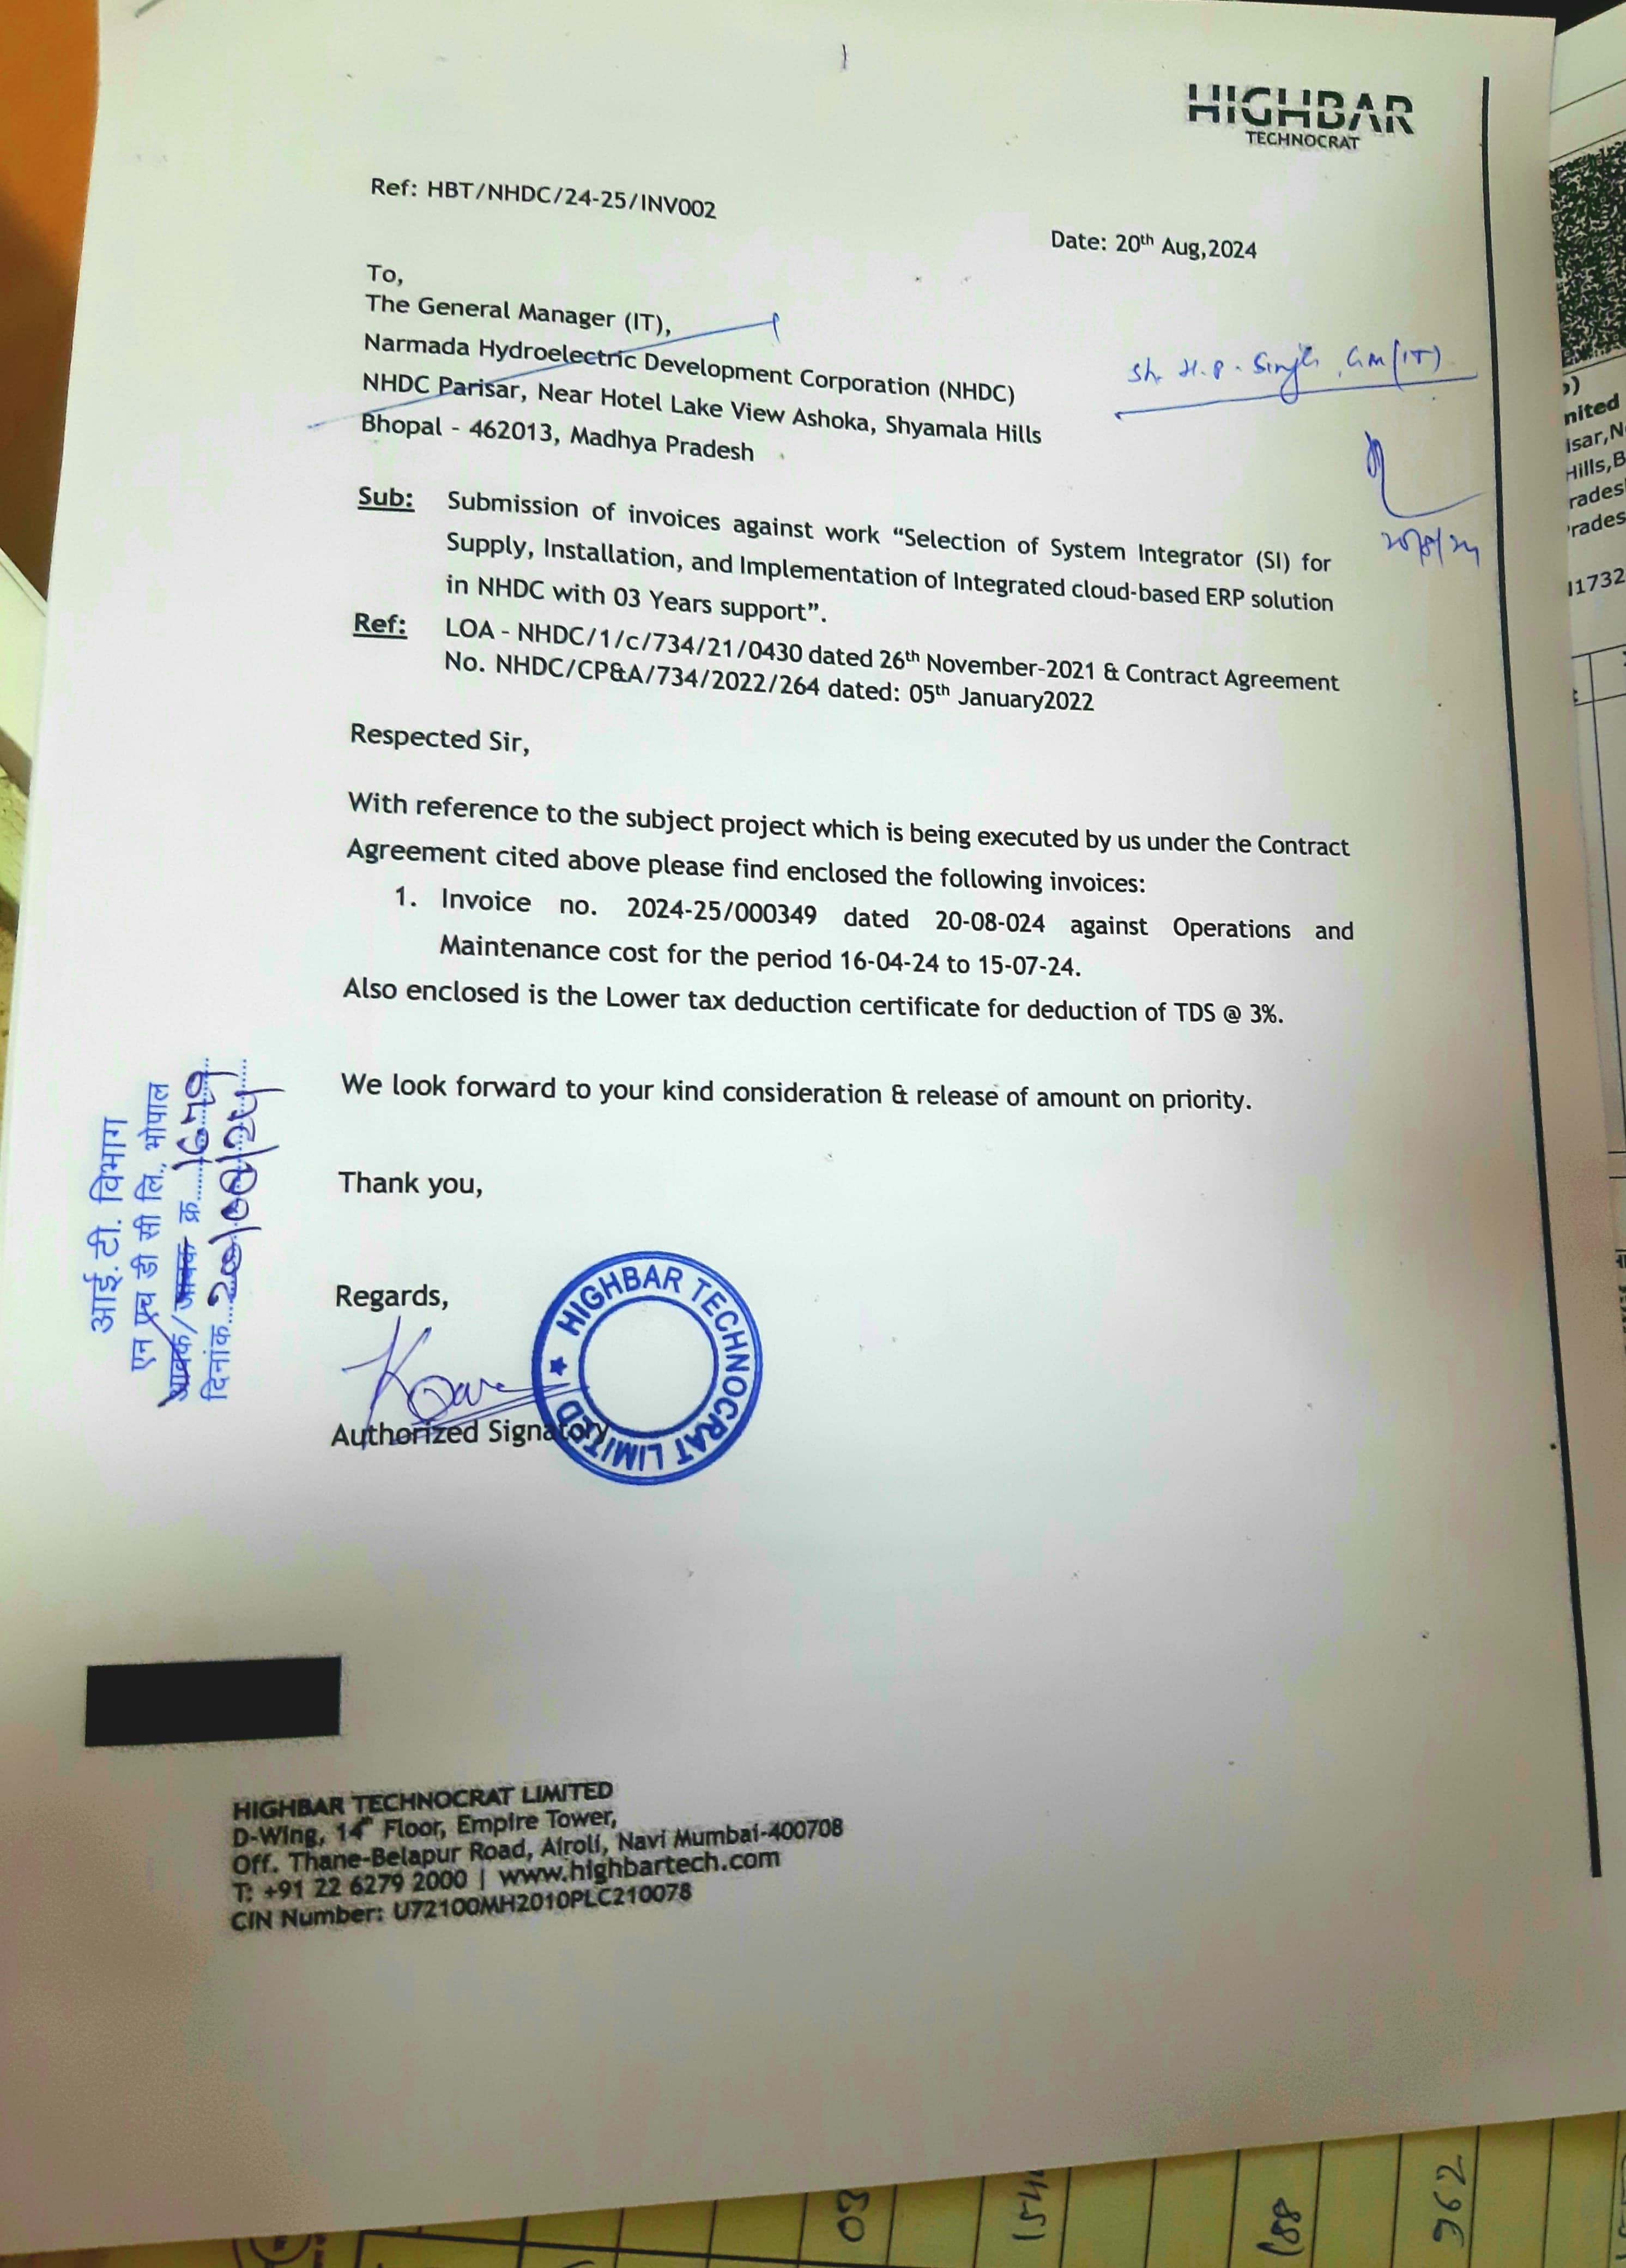 HIGHBAR
TECHNOCRAT
Ref: HBT/NHDC/24-25/INV002
Date: 20th Aug,2024
To,
The General Manager (IT),
Narmada Hydroelectric Development Corporation (NHDC)
NHDC Parisar, Near Hotel Lake View Ashoka, Shyamala Hills
Bhopal - 462013, Madhya Pradesh
Sh. H.P. Singh, GM(IT)
20/8/24
Sub: Submission of invoices against work “Selection of System Integrator (SI) for
Supply, Installation, and Implementation of Integrated cloud-based ERP solution
in NHDC with 03 Years support”.
Ref: LOA - NHDC/1/c/734/21/0430 dated 26th November-2021 & Contract Agreement
No. NHDC/CP&A/734/2022/264 dated: 05th January2022
Respected Sir,
With reference to the subject project which is being executed by us under the Contract
Agreement cited above please find enclosed the following invoices:
1. Invoice no. 2024-25/000349 dated 20-08-024 against Operations and
Maintenance cost for the period 16-04-24 to 15-07-24.
Also enclosed is the Lower tax deduction certificate for deduction of TDS @ 3%.
We look forward to your kind consideration & release of amount on priority.
Thank you,
Regards,
Authorized Signatory
HIGHBAR TECHNOCRAT LIMITED
आई.टी. विभाग
एन एच डी सी लि., भोपाल
आवक/जावक क्र.....1679
दिनांक...20/08/24
HIGHBAR TECHNOCRAT LIMITED
D-Wing, 14th Floor, Empire Tower,
Off. Thane-Belapur Road, Airoli, Navi Mumbai-400708
T: +91 22 6279 2000 | www.highbartech.com
CIN Number: U72100MH2010PLC210078
nited
isar,N
Hills,B
rades
rades
11732
03
154
188
962